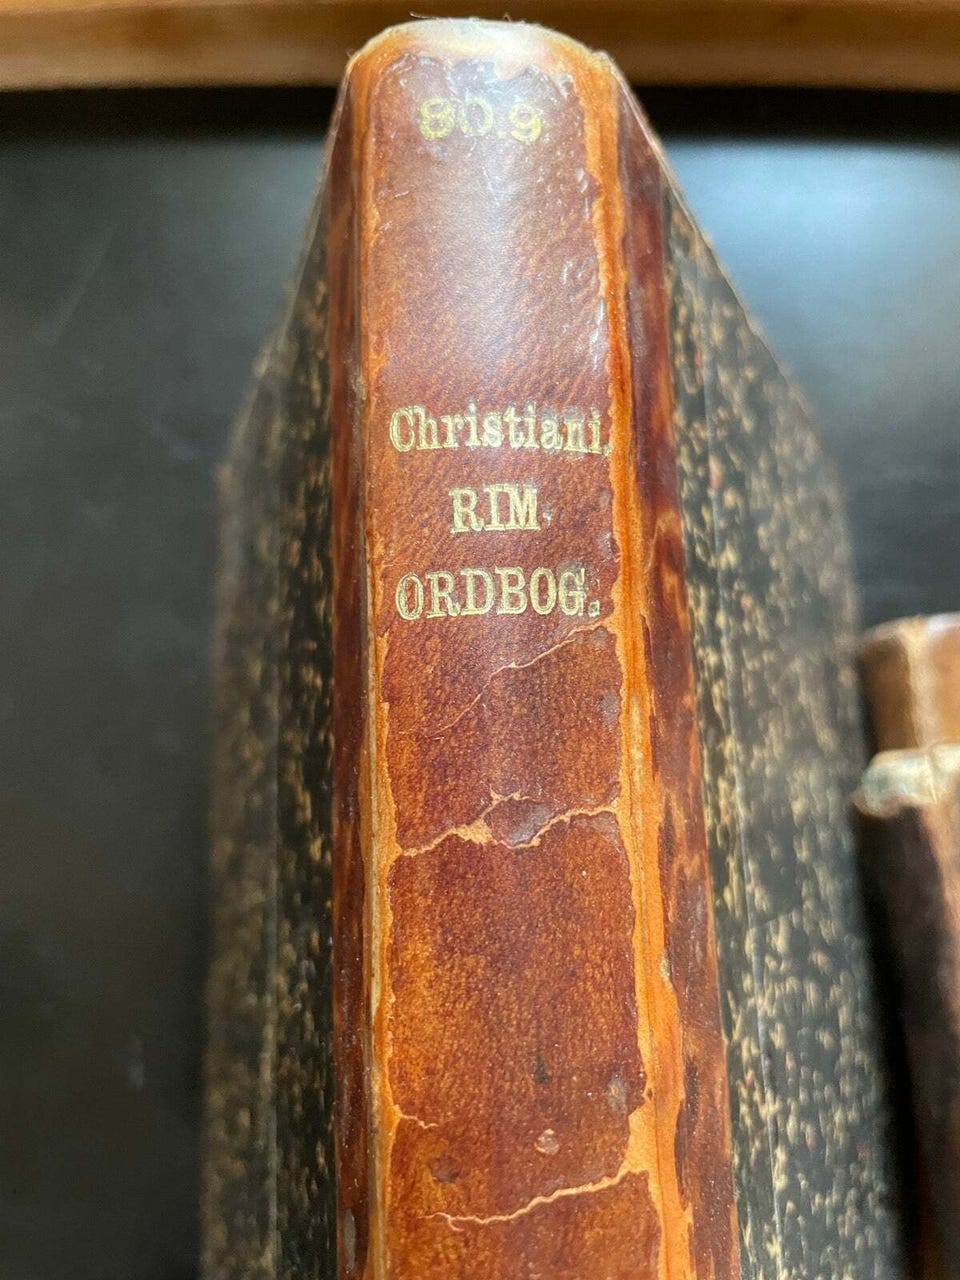 80.9
Christiani.
RIM-
ORDBOG.